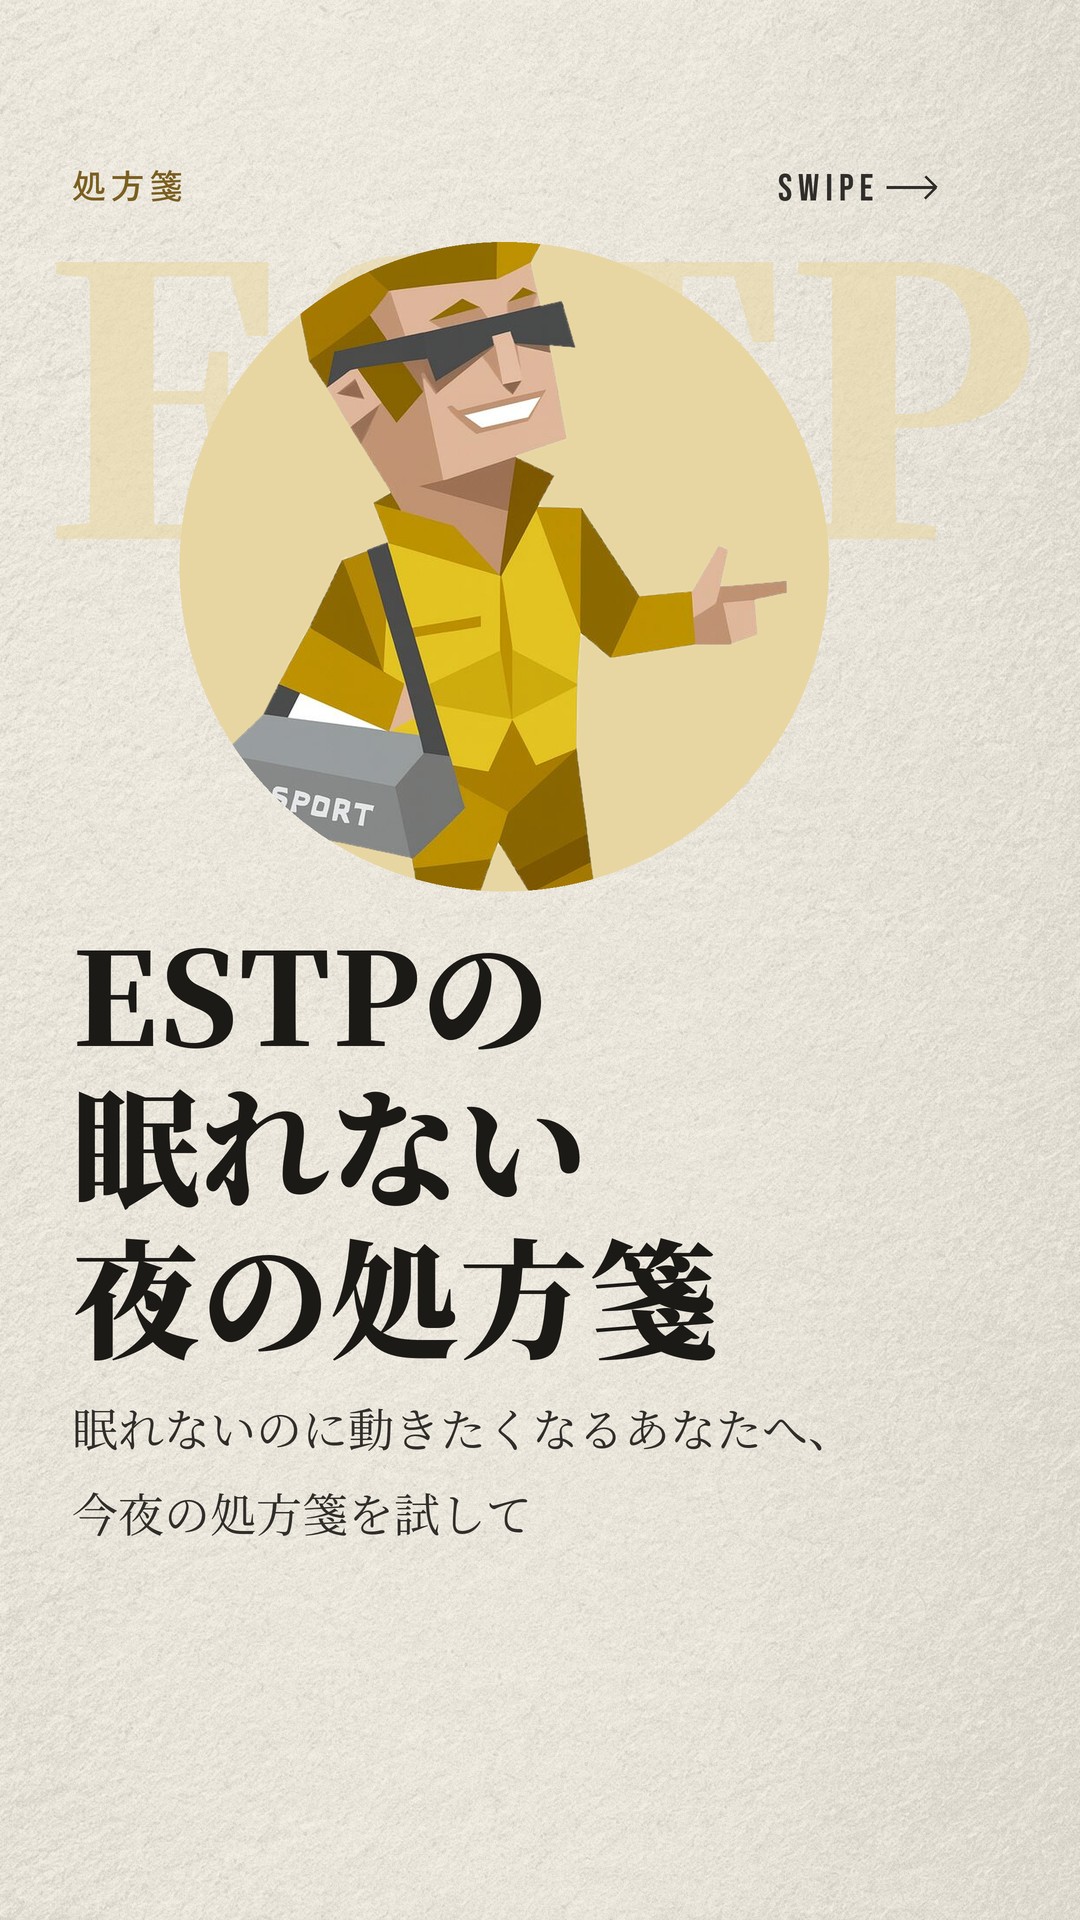 処方箋
SWIPE →
ESTP
SPORT
ESTPの
眠れない
夜の処方箋
眠れないのに動きたくなるあなたへ、
今夜の処方箋を試して